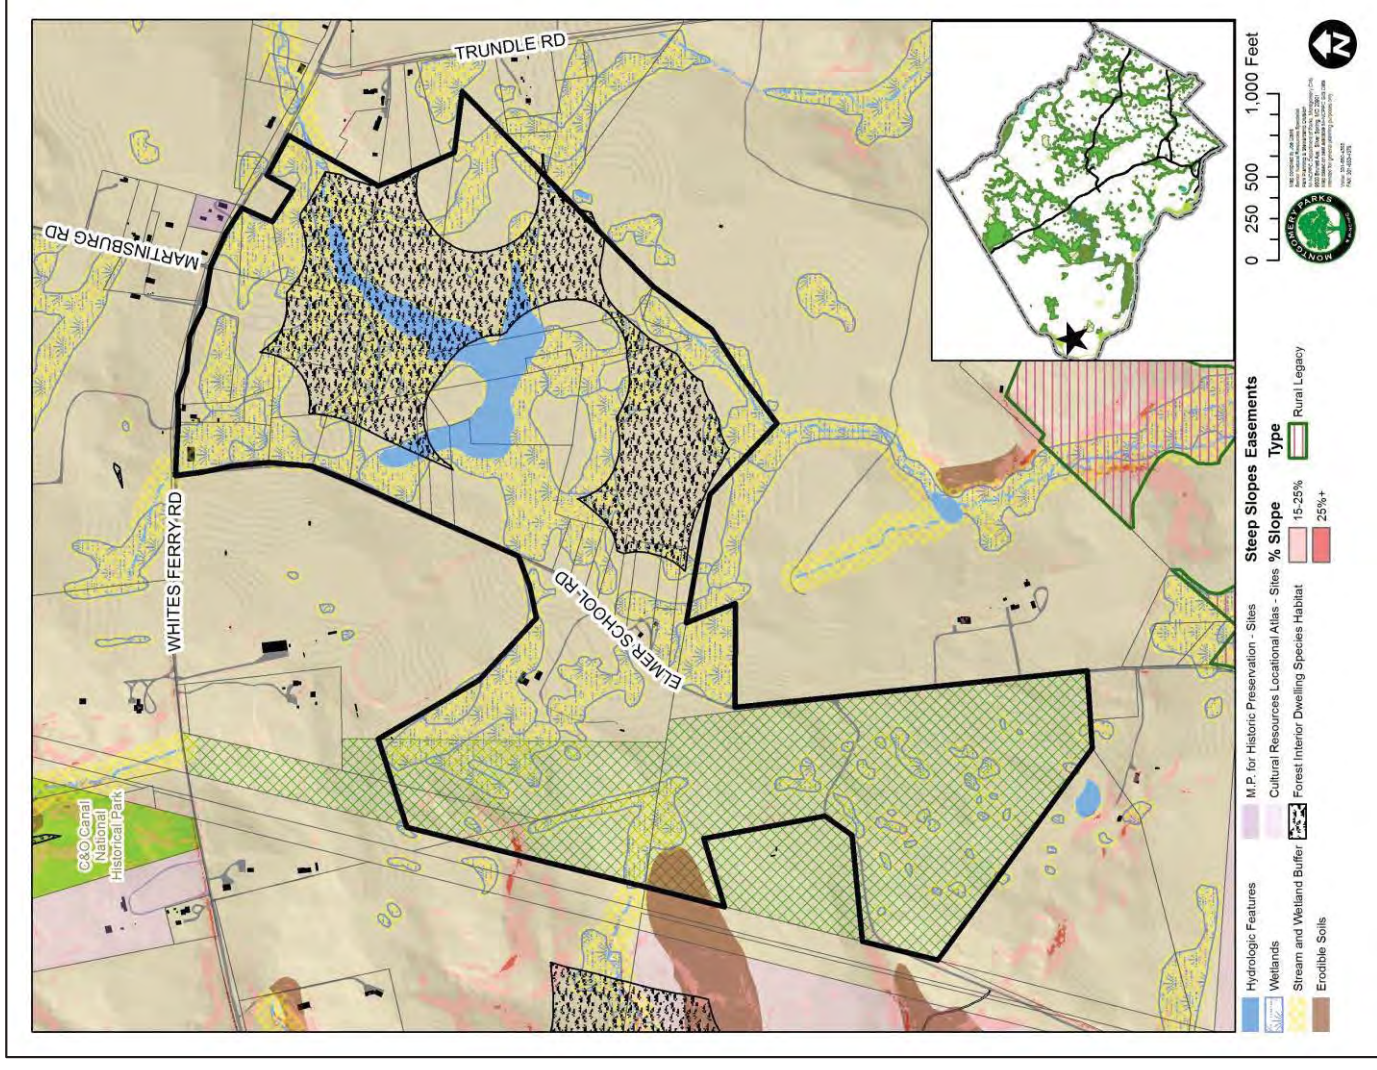 TRUNDLE RD
MARTINSBURG RD
WHITES FERRY RD
ELMER SCHOOL RD
C&O Canal
National
Historical Park
Hydrologic Features
Wetlands
Stream and Wetland Buffer
Erodible Soils
M.P. for Historic Preservation - Sites
Cultural Resources Locational Atlas - Sites
Forest Interior Dwelling Species Habitat
Steep Slopes
% Slope
15-25%
25%+
Easements
Type
Rural Legacy
0 250 500 1,000 Feet
MONTGOMERY PARKS
N